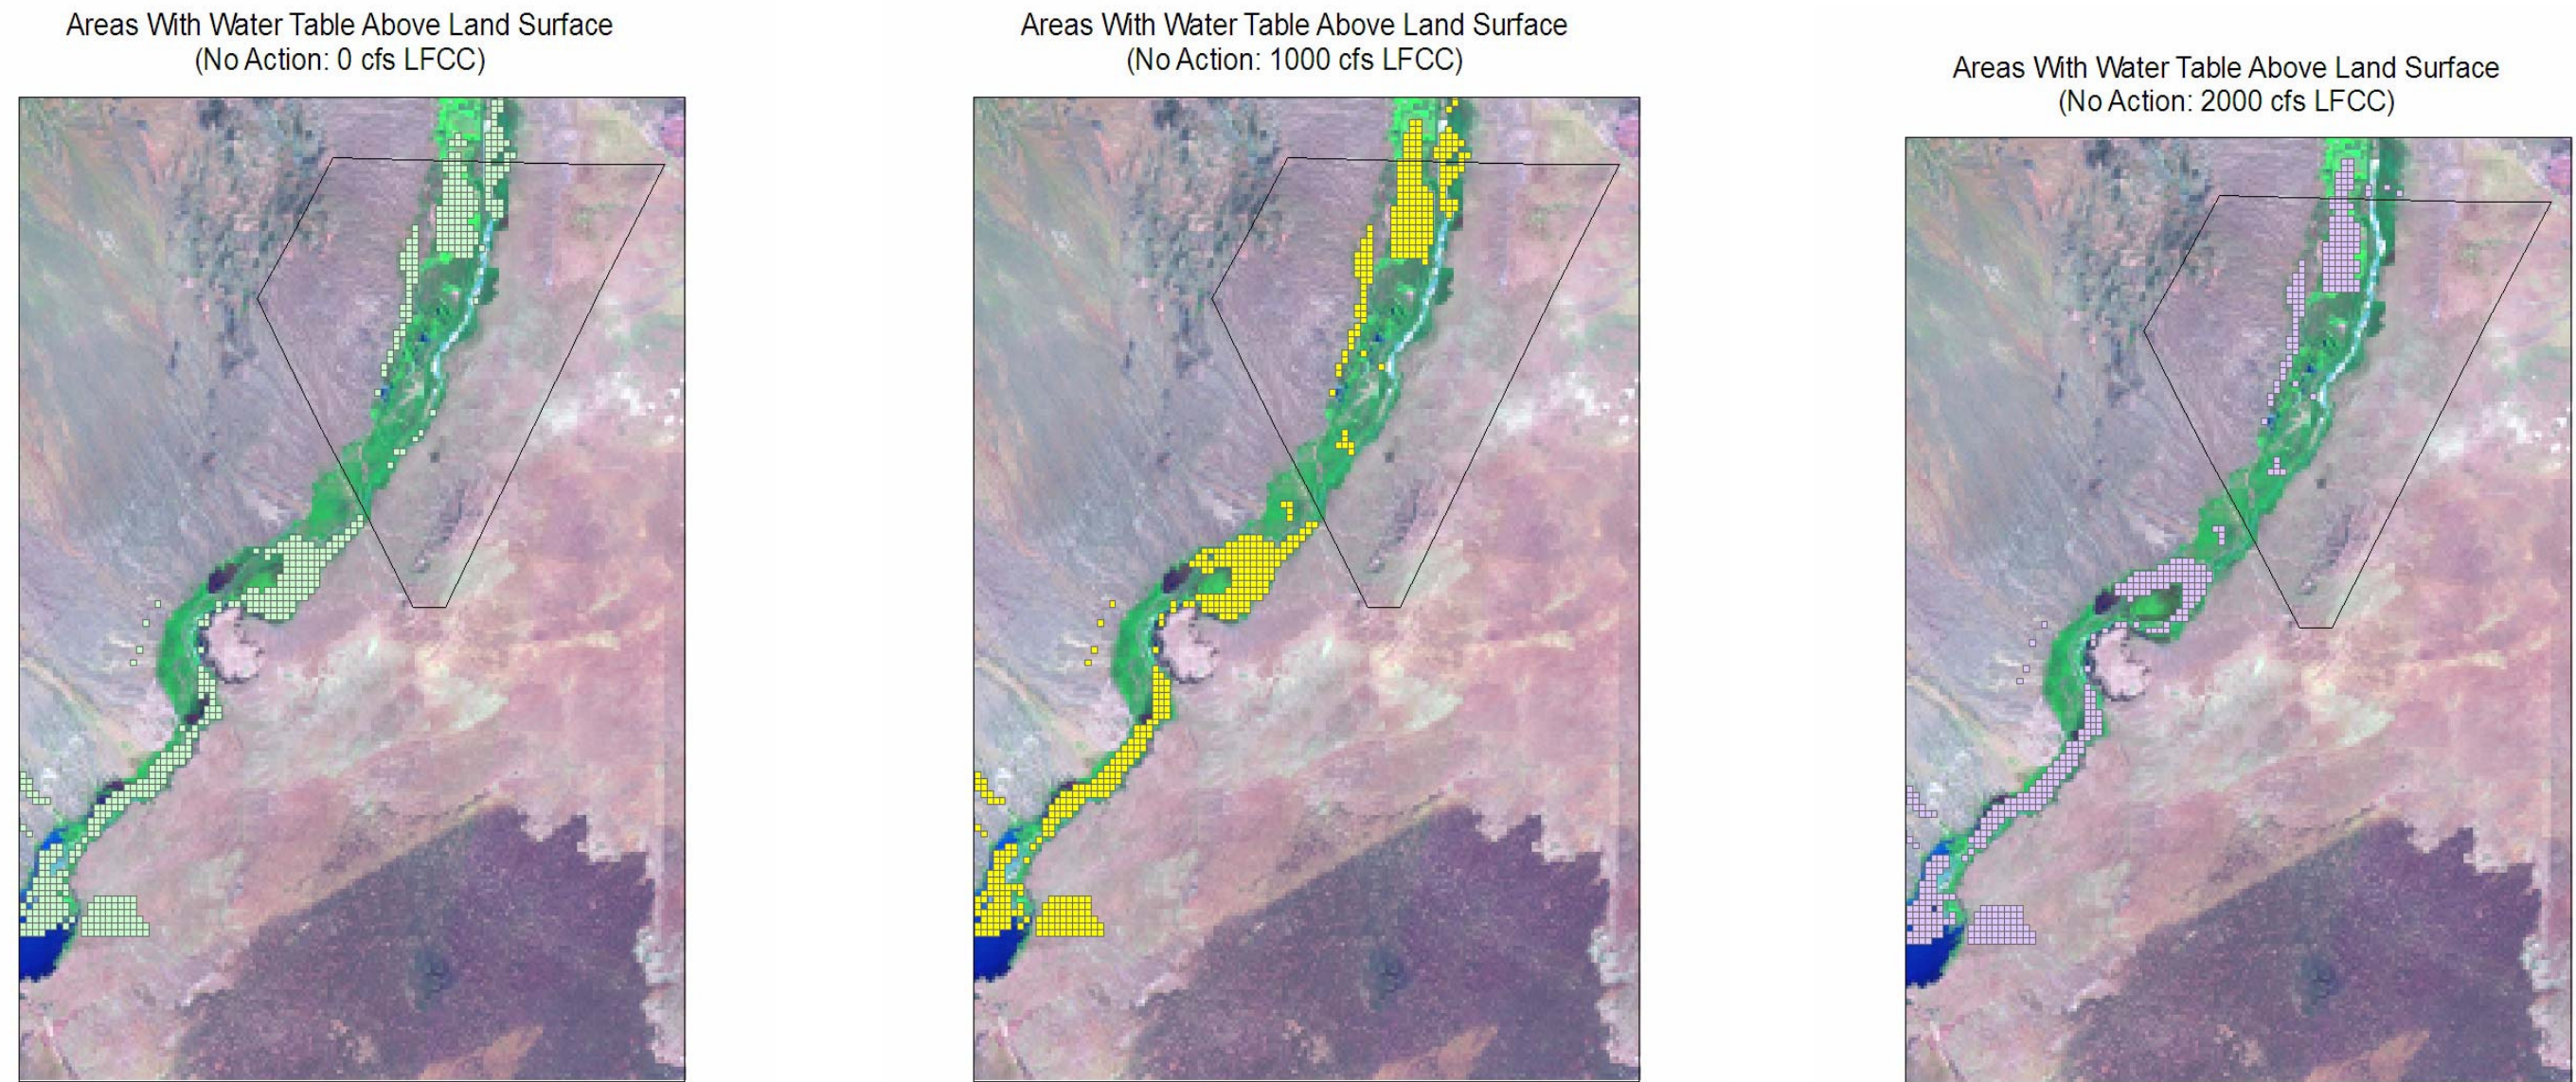 Areas With Water Table Above Land Surface
(No Action: 0 cfs LFCC)
Areas With Water Table Above Land Surface
(No Action: 1000 cfs LFCC)
Areas With Water Table Above Land Surface
(No Action: 2000 cfs LFCC)